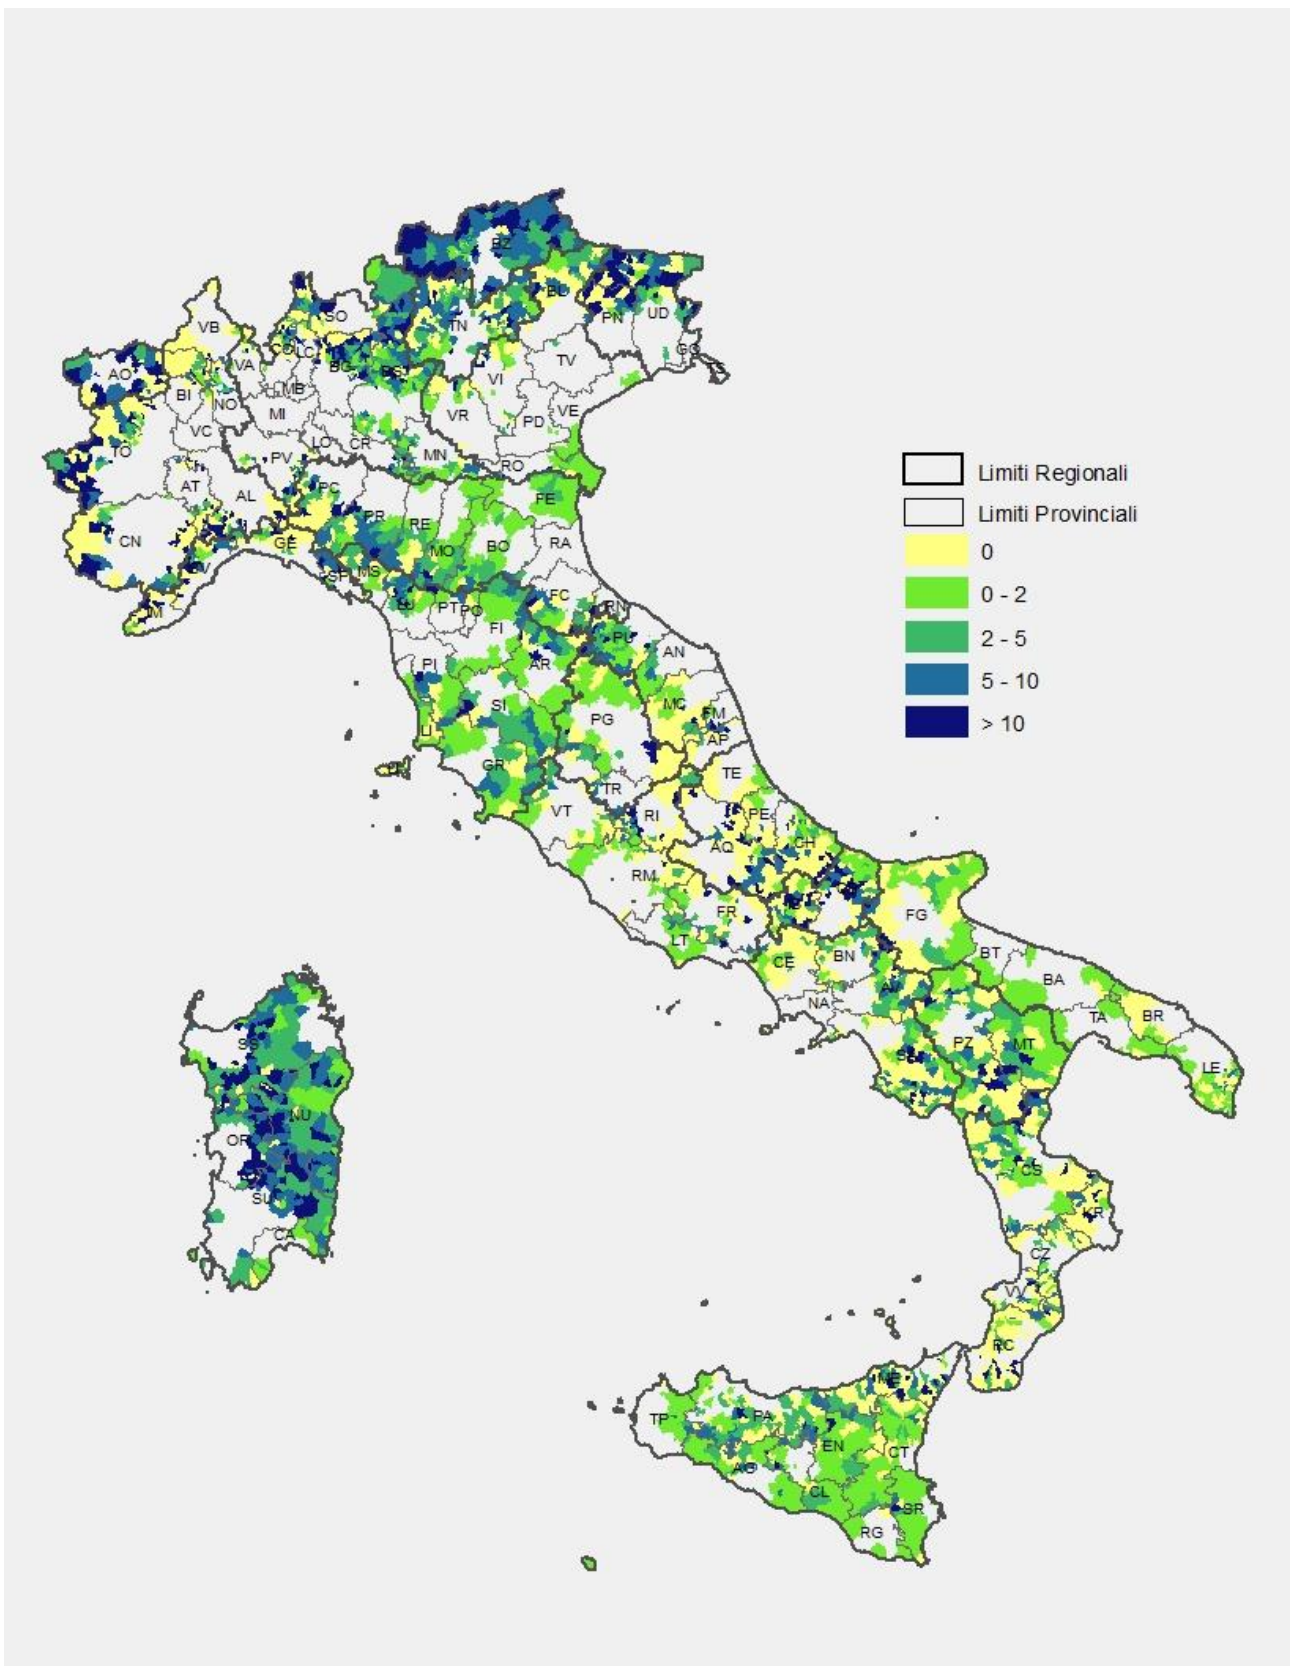 BZ
SO
TN
BL
PN
UD
GO
TS
VB
AO
CO
LC
VA
BG
BS
BI
NO
MB
MI
VC
TO
VI
TV
VR
PD
VE
LO
CR
MN
RO
PV
AT
AL
PC
PR
RE
FE
CN
GE
MO
BO
RA
SV
SP
MS
IM
LU
PT
PO
FC
RN
FI
PU
AN
PI
AR
SI
MC
FM
AP
PG
LI
GR
TR
TE
VT
RI
PE
CH
AQ
RM
FR
LT
IS
CB
FG
CE
BN
BT
BA
NA
AV
TA
BR
SA
PZ
MT
LE
SS
NU
OR
SU
CA
CS
KR
CZ
VV
RC
ME
TP
PA
EN
CT
AG
CL
SR
RG
Limiti Regionali
Limiti Provinciali
0
0 - 2
2 - 5
5 - 10
> 10